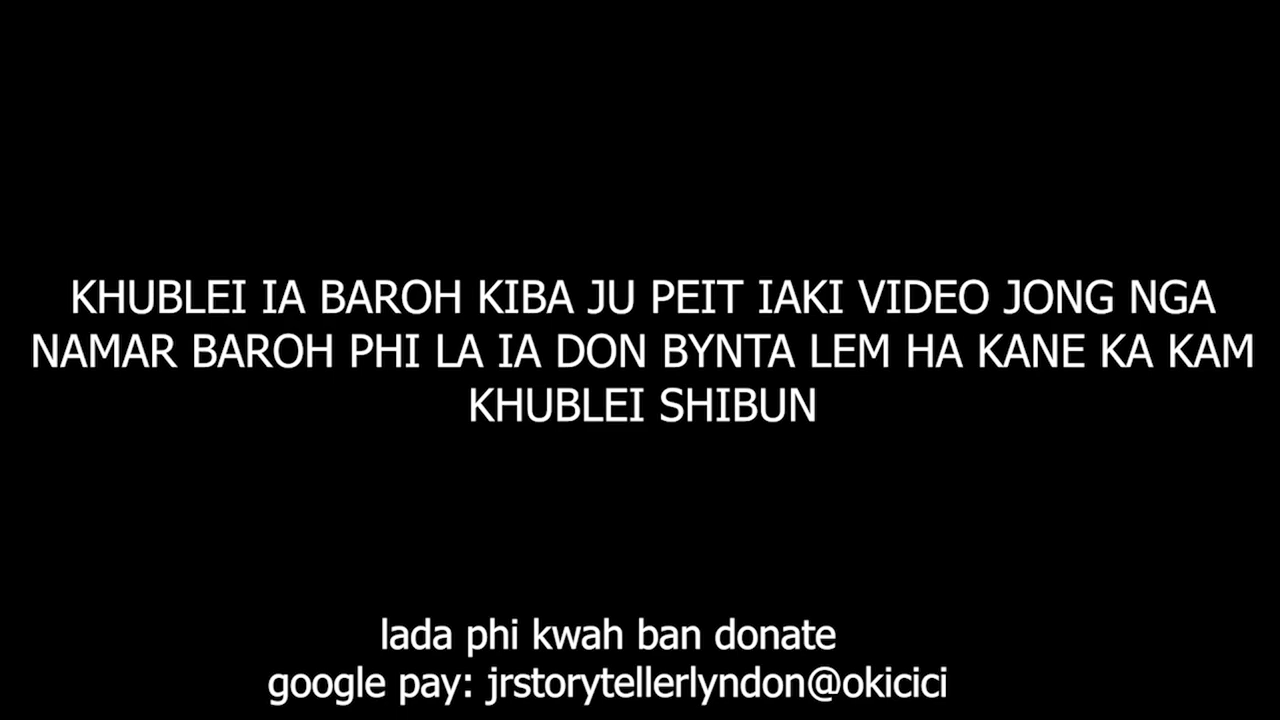 KHUBLEI IA BAROH KIBA JU PEIT IAKI VIDEO JONG NGA
NAMAR BAROH PHI LA IA DON BYNTA LEM HA KANE KA KAM
KHUBLEI SHIBUN
lada phi kwah ban donate
google pay: jrstorytellerlyndon@okicici